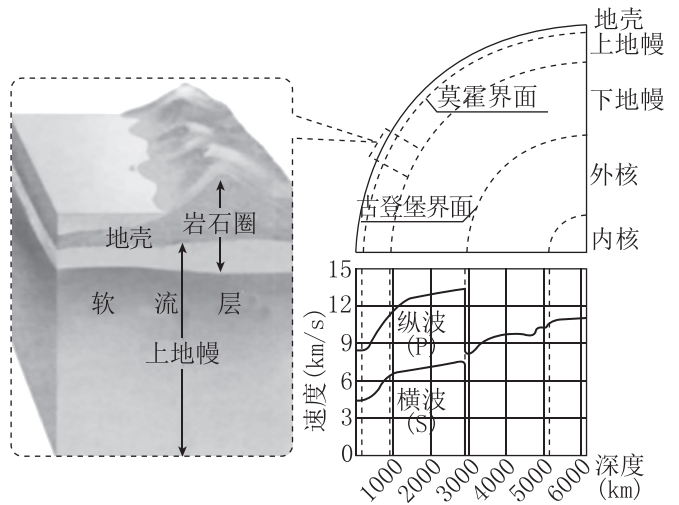 地壳
上地幔
莫霍界面
下地幔
外核
古登堡界面
内核
岩石圈
地壳
软流层
上地幔
15
12
9
6
3
0
速度(km/s)
纵波
(P)
横波
(S)
1000
2000
3000
4000
5000
6000
深度
(km)